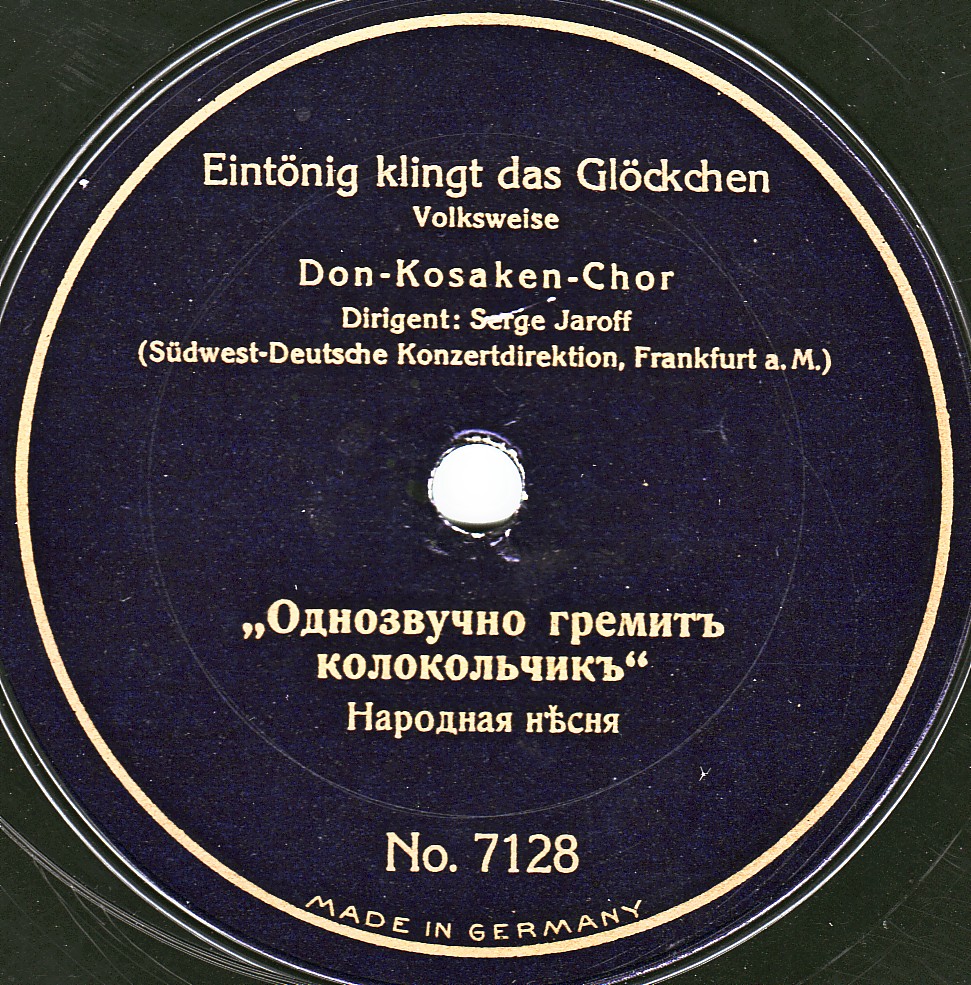 Eintönig klingt das Glöckchen
Volksweise
Don-Kosaken-Chor
Dirigent: Serge Jaroff
(Südwest-Deutsche Konzertdirektion, Frankfurt a. M.)
„Однозвучно гремитъ
колокольчикъ“
Народная нѣсня
No. 7128
MADE IN GERMANY